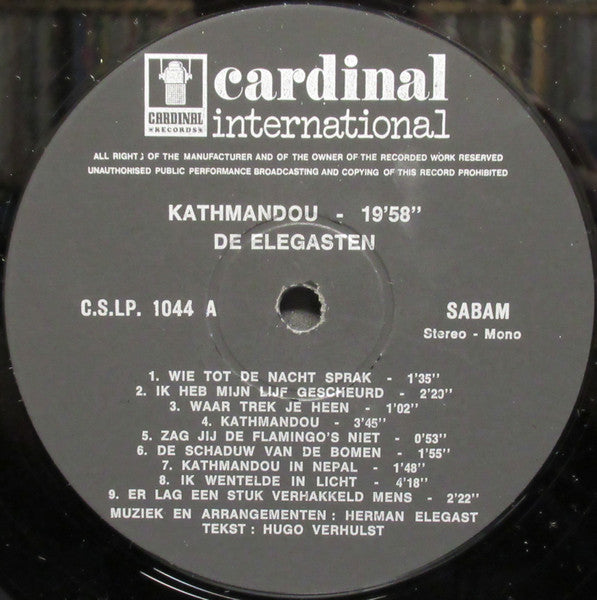 CARDINAL
RECORDS
cardinal
international
ALL RIGHT) OF THE MANUFACTURER AND OF THE OWNER OF THE RECORDED WORK RESERVED
UNAUTHORISED PUBLIC PERFORMANCE BROADCASTING AND COPYING OF THIS RECORD PROHIBITED
KATHMANDOU - 19'58"
DE ELEGASTEN
C.S.LP. 1044 A
SABAM
Stereo - Mono
1. WIE TOT DE NACHT SPRAK - 1'35''
2. IK HEB MIJN LIJF GESCHEURD - 2'23''
3. WAAR TREK JE HEEN - 1'02''
4. KATHMANDOU - 3'45''
5. ZAG JIJ DE FLAMINGO'S NIET - 0'53''
6. DE SCHADUW VAN DE BOMEN - 1'55''
7. KATHMANDOU IN NEPAL - 1'48''
8. IK WENTELDE IN LICHT - 4'18''
9. ER LAG EEN STUK VERHAKKELD MENS - 2'22''
MUZIEK EN ARRANGEMENTEN : HERMAN ELEGAST
TEKST : HUGO VERHULST